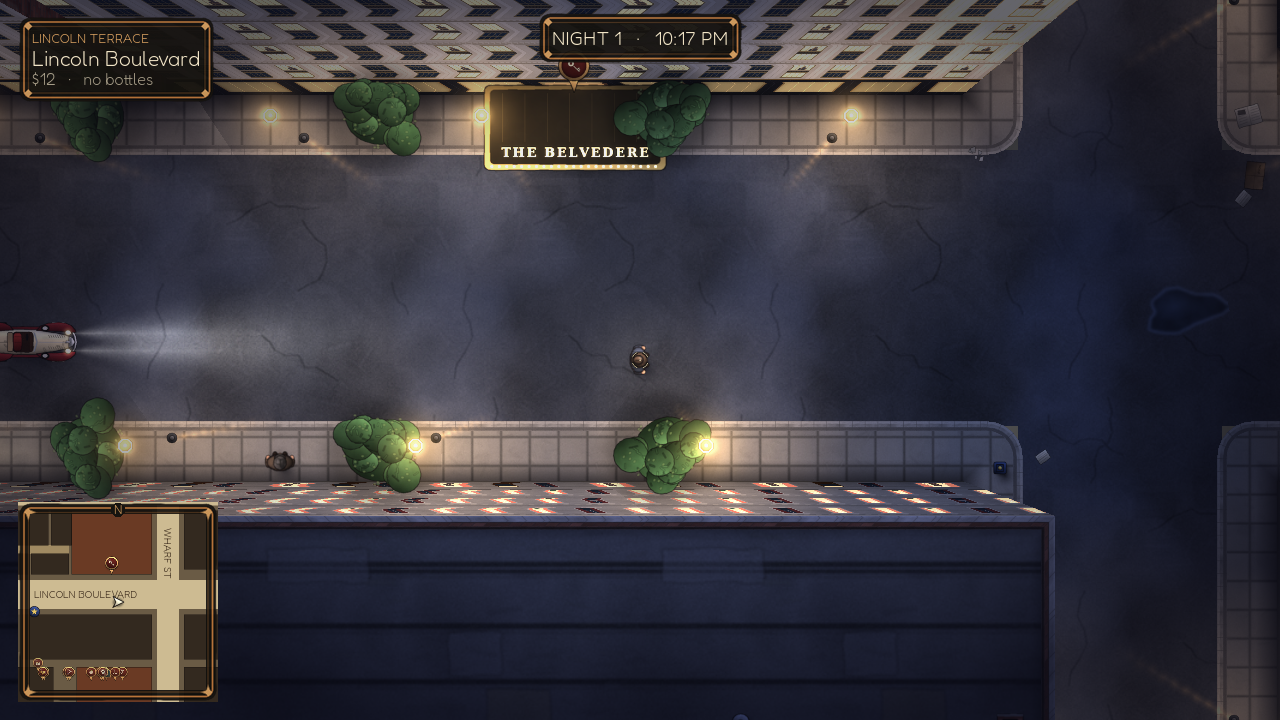 LINCOLN TERRACE
Lincoln Boulevard
$12 · no bottles
NIGHT 1 · 10:17 PM
THE BELVEDERE
N
WHARF ST
LINCOLN BOULEVARD